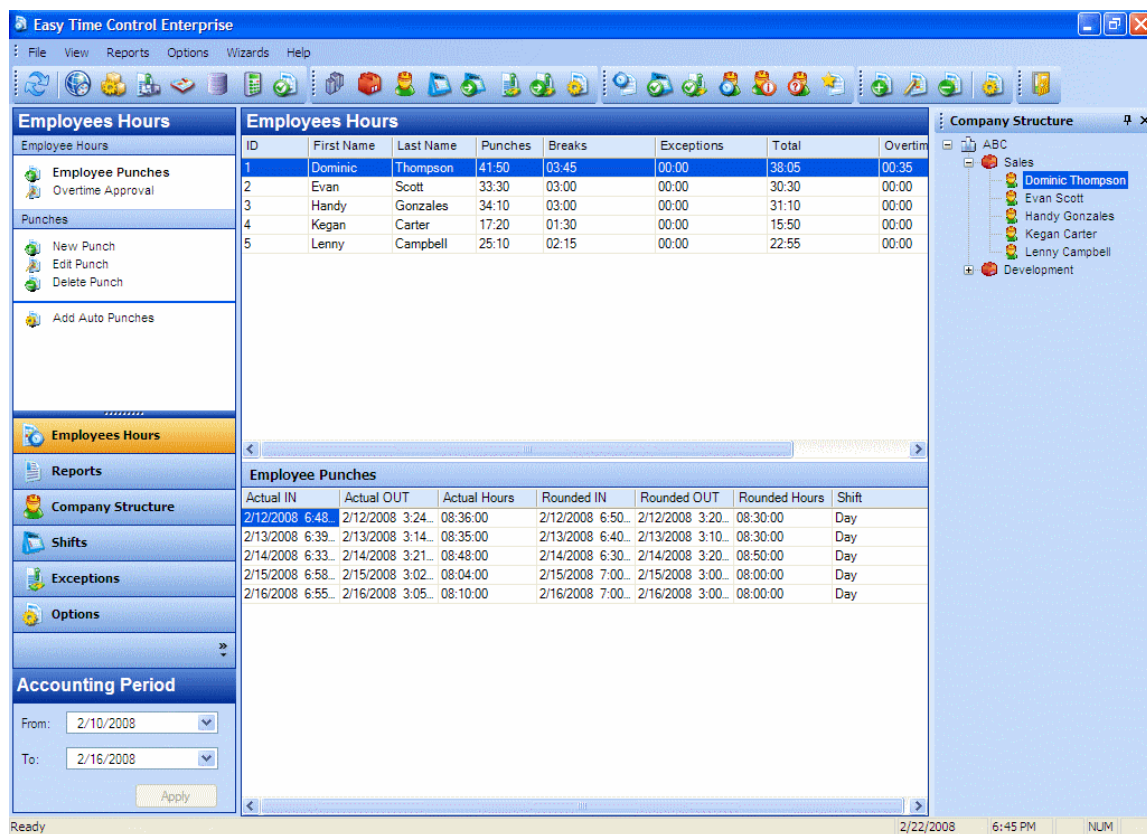 Easy Time Control Enterprise
File View Reports Options Wizards Help
Employees Hours
Employee Hours
Employee Punches
Overtime Approval
Punches
New Punch
Edit Punch
Delete Punch
Add Auto Punches
Employees Hours
Reports
Company Structure
Shifts
Exceptions
Options
Accounting Period
From: 2/10/2008
To: 2/16/2008
Apply
Employees Hours
ID First Name Last Name Punches Breaks Exceptions Total Overtim
1 Dominic Thompson 41:50 03:45 00:00 38:05 00:35
2 Evan Scott 33:30 03:00 00:00 30:30 00:00
3 Handy Gonzales 34:10 03:00 00:00 31:10 00:00
4 Kegan Carter 17:20 01:30 00:00 15:50 00:00
5 Lenny Campbell 25:10 02:15 00:00 22:55 00:00
Employee Punches
Actual IN Actual OUT Actual Hours Rounded IN Rounded OUT Rounded Hours Shift
2/12/2008 6:48... 2/12/2008 3:24... 08:36:00 2/12/2008 6:50... 2/12/2008 3:20... 08:30:00 Day
2/13/2008 6:39... 2/13/2008 3:14... 08:35:00 2/13/2008 6:40... 2/13/2008 3:10... 08:30:00 Day
2/14/2008 6:33... 2/14/2008 3:21... 08:48:00 2/14/2008 6:30... 2/14/2008 3:20... 08:50:00 Day
2/15/2008 6:58... 2/15/2008 3:02... 08:04:00 2/15/2008 7:00... 2/15/2008 3:00... 08:00:00 Day
2/16/2008 6:55... 2/16/2008 3:05... 08:10:00 2/16/2008 7:00... 2/16/2008 3:00... 08:00:00 Day
Company Structure
ABC
Sales
Dominic Thompson
Evan Scott
Handy Gonzales
Kegan Carter
Lenny Campbell
Development
Ready 2/22/2008 6:45 PM NUM